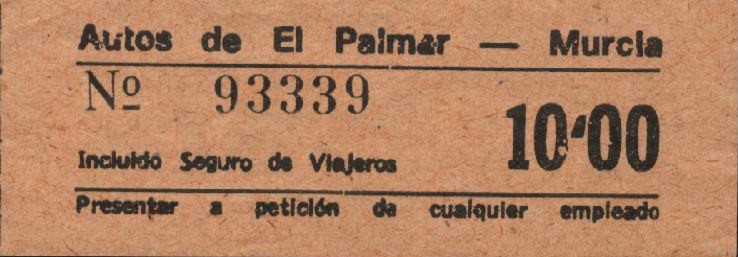 Autos de El Palmar — Murcia
Nº 93339
10'00
Incluido Seguro de Viajeros
Presentar a petición de cualquier empleado